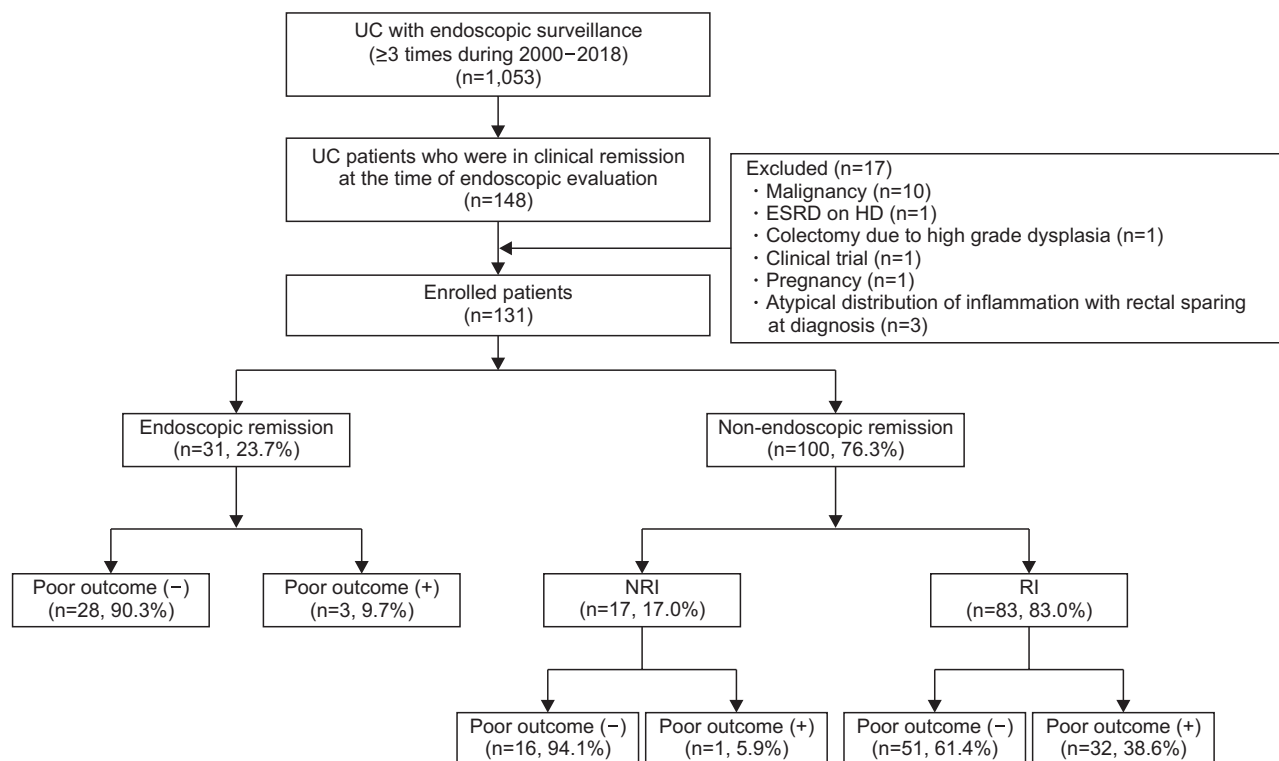 UC with endoscopic surveillance
(≥3 times during 2000−2018)
(n=1,053)
UC patients who were in clinical remission
at the time of endoscopic evaluation
(n=148)
Excluded (n=17)
· Malignancy (n=10)
· ESRD on HD (n=1)
· Colectomy due to high grade dysplasia (n=1)
· Clinical trial (n=1)
· Pregnancy (n=1)
· Atypical distribution of inflammation with rectal sparing
at diagnosis (n=3)
Enrolled patients
(n=131)
Endoscopic remission
(n=31, 23.7%)
Non-endoscopic remission
(n=100, 76.3%)
Poor outcome (−)
(n=28, 90.3%)
Poor outcome (+)
(n=3, 9.7%)
NRI
(n=17, 17.0%)
RI
(n=83, 83.0%)
Poor outcome (−)
(n=16, 94.1%)
Poor outcome (+)
(n=1, 5.9%)
Poor outcome (−)
(n=51, 61.4%)
Poor outcome (+)
(n=32, 38.6%)